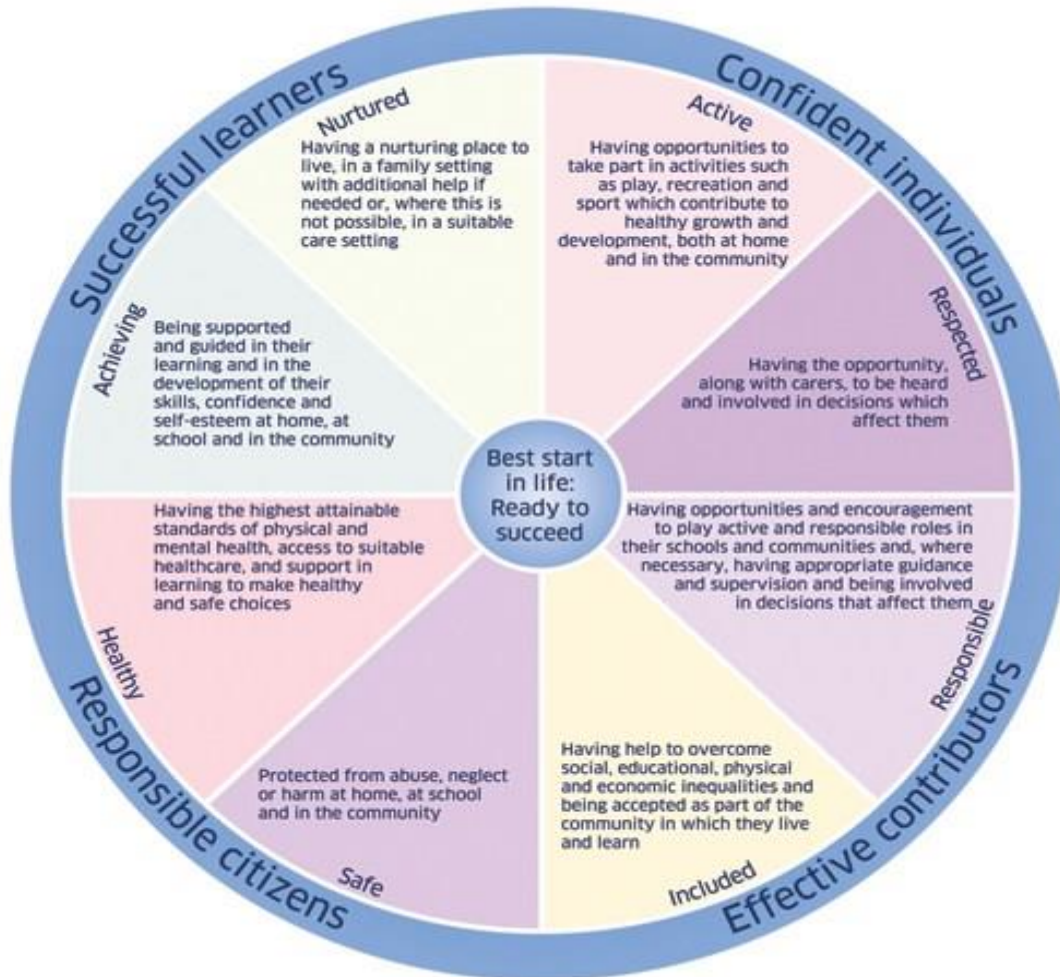 Successful learners
Confident individuals
Nurtured
Having a nurturing place to
live, in a family setting
with additional help if
needed or, where this is
not possible, in a suitable
care setting
Active
Having opportunities to
take part in activities such
as play, recreation and
sport which contribute to
healthy growth and
development, both at home
and in the community
Achieving
Being supported
and guided in their
learning and in the
development of their
skills, confidence and
self-esteem at home, at
school and in the community
Respected
Having the opportunity,
along with carers, to be heard
and involved in decisions which
affect them
Best start
in life:
Ready to
succeed
Having the highest attainable
standards of physical and
mental health, access to suitable
healthcare, and support in
learning to make healthy
and safe choices
Healthy
Having opportunities and encouragement
to play active and responsible roles in
their schools and communities and, where
necessary, having appropriate guidance
and supervision and being involved
in decisions that affect them
Responsible
Protected from abuse, neglect
or harm at home, at school
and in the community
Safe
Having help to overcome
social, educational, physical
and economic inequalities and
being accepted as part of the
community in which they live
and learn
Included
Responsible citizens
Effective contributors